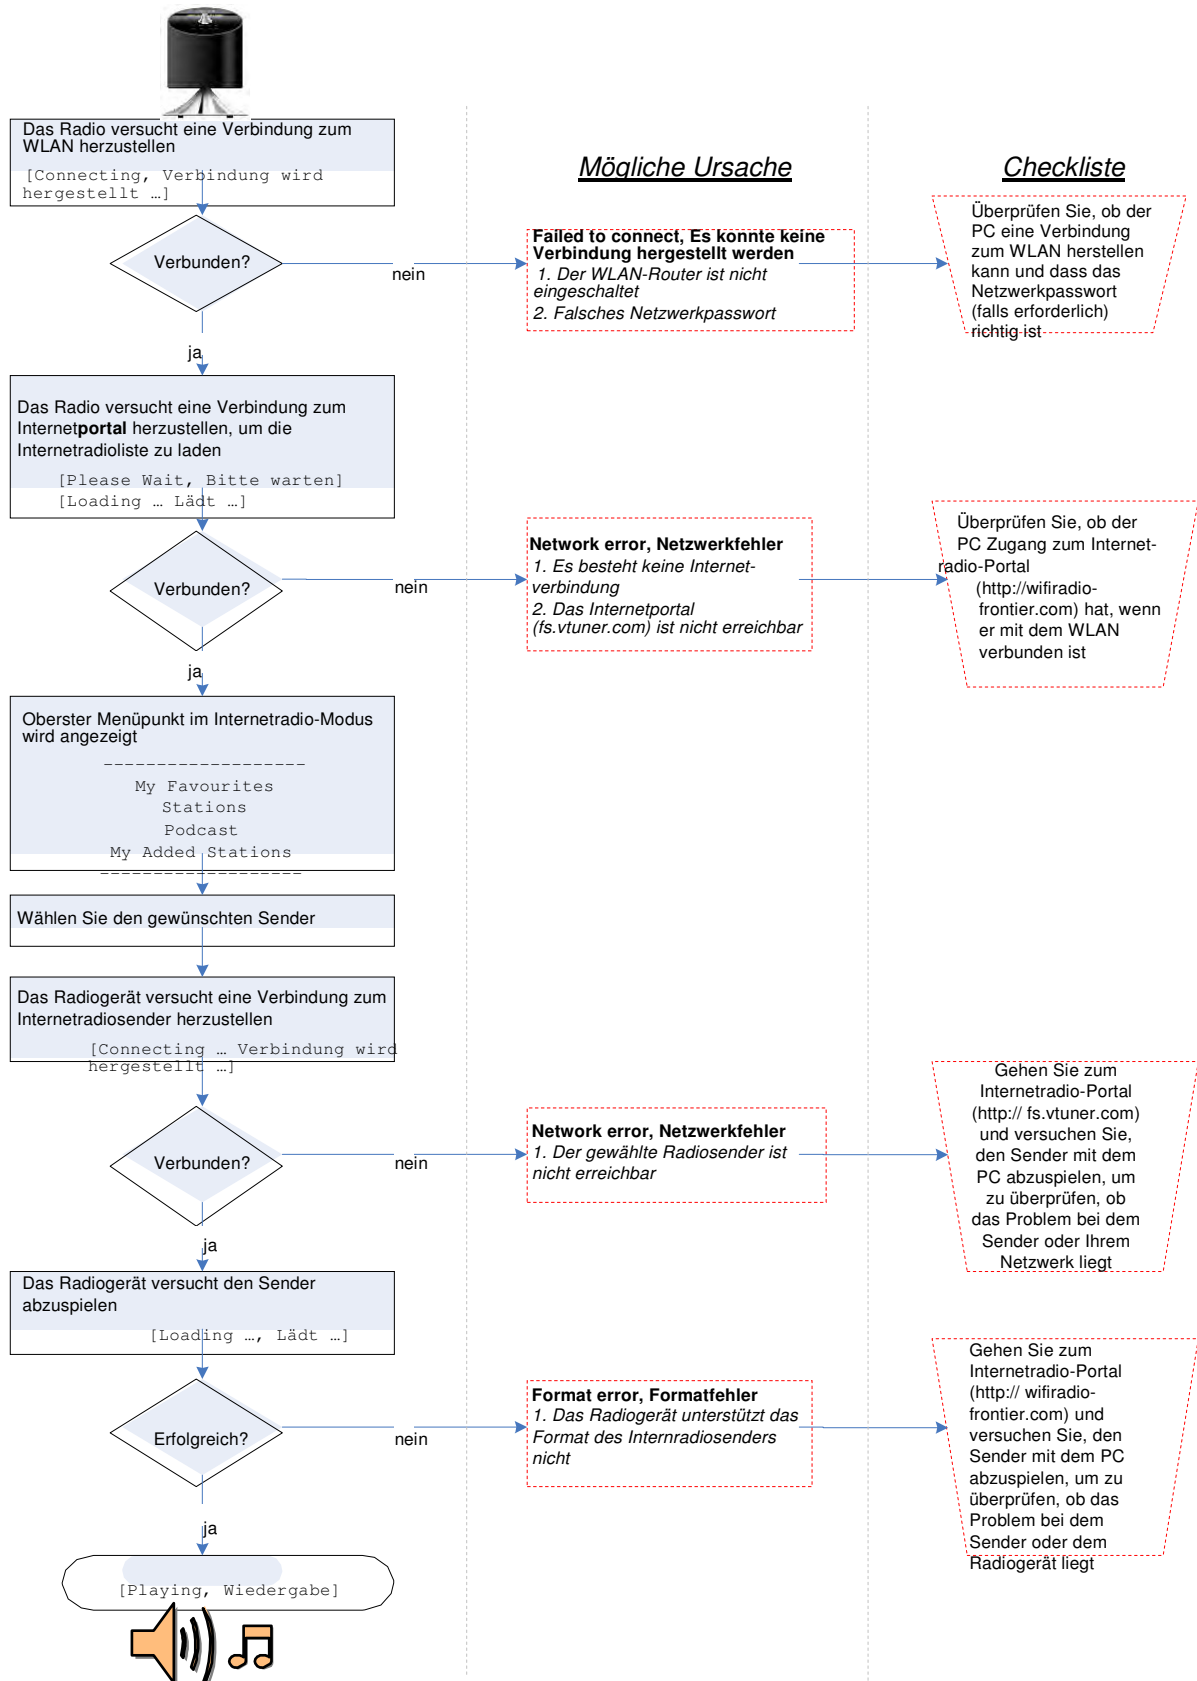 Das Radio versucht eine Verbindung zum
WLAN herzustellen
[Connecting, Verbindung wird
hergestellt …]
Mögliche Ursache
Checkliste
Verbunden?
nein
Failed to connect, Es konnte keine
Verbindung hergestellt werden
1. Der WLAN-Router ist nicht
eingeschaltet
2. Falsches Netzwerkpasswort
Überprüfen Sie, ob der
PC eine Verbindung
zum WLAN herstellen
kann und dass das
Netzwerkpasswort
(falls erforderlich)
richtig ist
ja
Das Radio versucht eine Verbindung zum
Internetportal herzustellen, um die
Internetradioliste zu laden
[Please Wait, Bitte warten]
[Loading … Lädt …]
Verbunden?
nein
Network error, Netzwerkfehler
1. Es besteht keine Internet-
verbindung
2. Das Internetportal
(fs.vtuner.com) ist nicht erreichbar
Überprüfen Sie, ob der
PC Zugang zum Internet-
radio-Portal
(http://wifiradio-
frontier.com) hat, wenn
er mit dem WLAN
verbunden ist
ja
Oberster Menüpunkt im Internetradio-Modus
wird angezeigt
-------------------
My Favourites
Stations
Podcast
My Added Stations
-------------------
Wählen Sie den gewünschten Sender
Das Radiogerät versucht eine Verbindung zum
Internetradiosender herzustellen
[Connecting … Verbindung wird
hergestellt …]
Verbunden?
nein
Network error, Netzwerkfehler
1. Der gewählte Radiosender ist
nicht erreichbar
Gehen Sie zum
Internetradio-Portal
(http:// fs.vtuner.com)
und versuchen Sie,
den Sender mit dem
PC abzuspielen, um
zu überprüfen, ob
das Problem bei dem
Sender oder Ihrem
Netzwerk liegt
ja
Das Radiogerät versucht den Sender
abzuspielen
[Loading …, Lädt …]
Erfolgreich?
nein
Format error, Formatfehler
1. Das Radiogerät unterstützt das
Format des Internradiosenders
nicht
Gehen Sie zum
Internetradio-Portal
(http:// wifiradio-
frontier.com) und
versuchen Sie, den
Sender mit dem PC
abzuspielen, um zu
überprüfen, ob das
Problem bei dem
Sender oder dem
Radiogerät liegt
ja
[Playing, Wiedergabe]